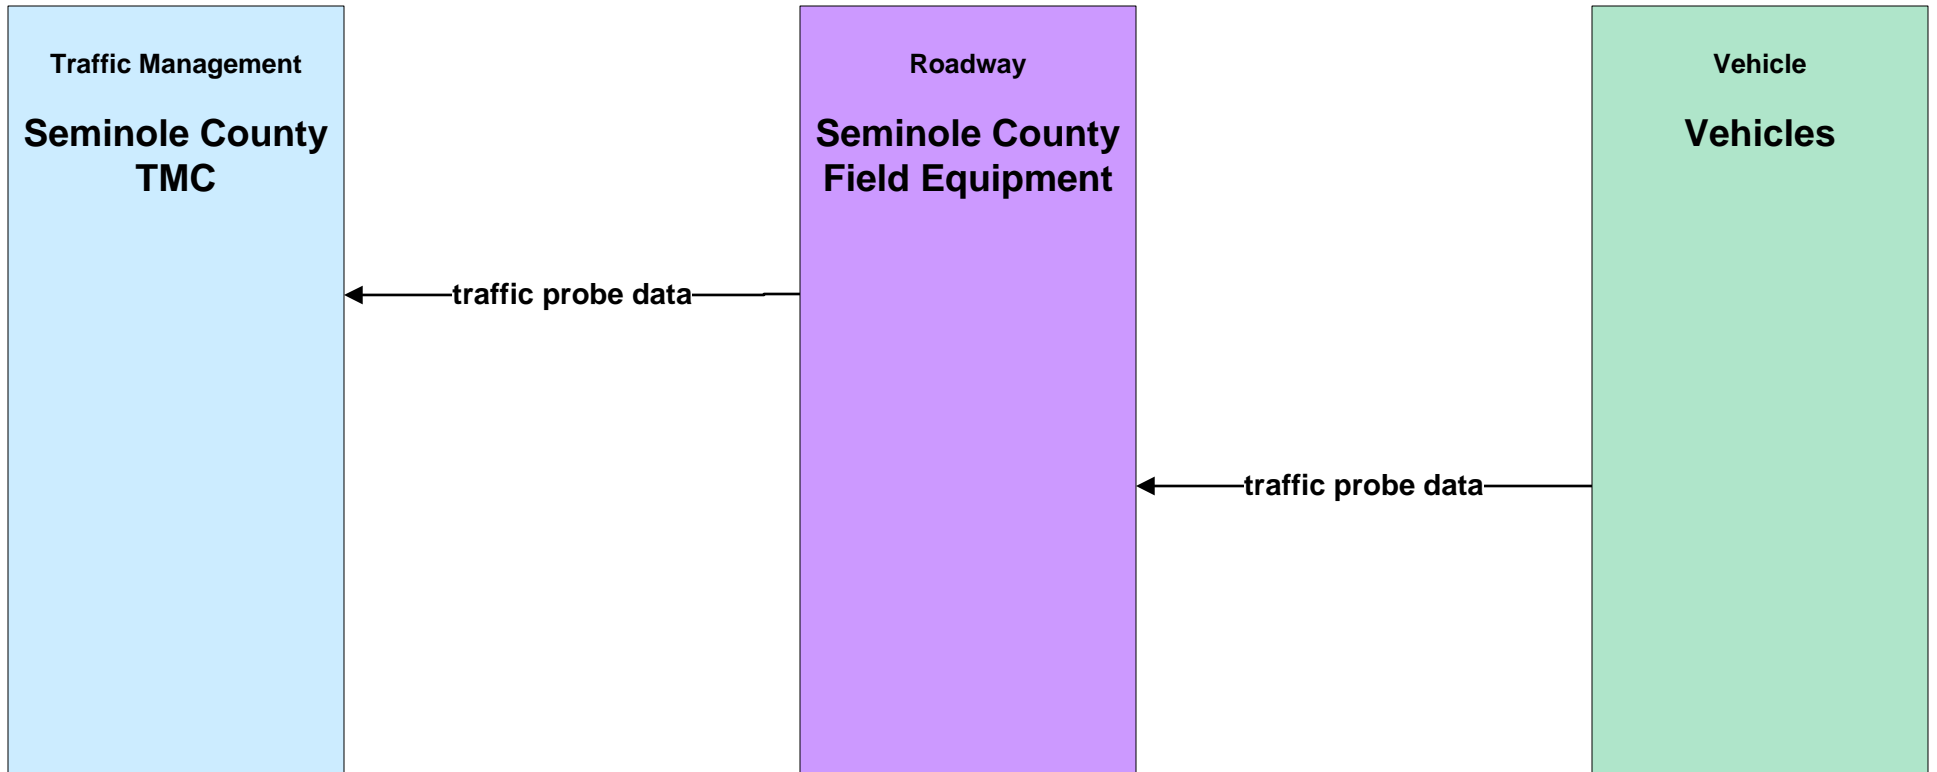 Traffic Management
Seminole County
TMC
Roadway
Seminole County
Field Equipment
Vehicle
Vehicles
traffic probe data
traffic probe data